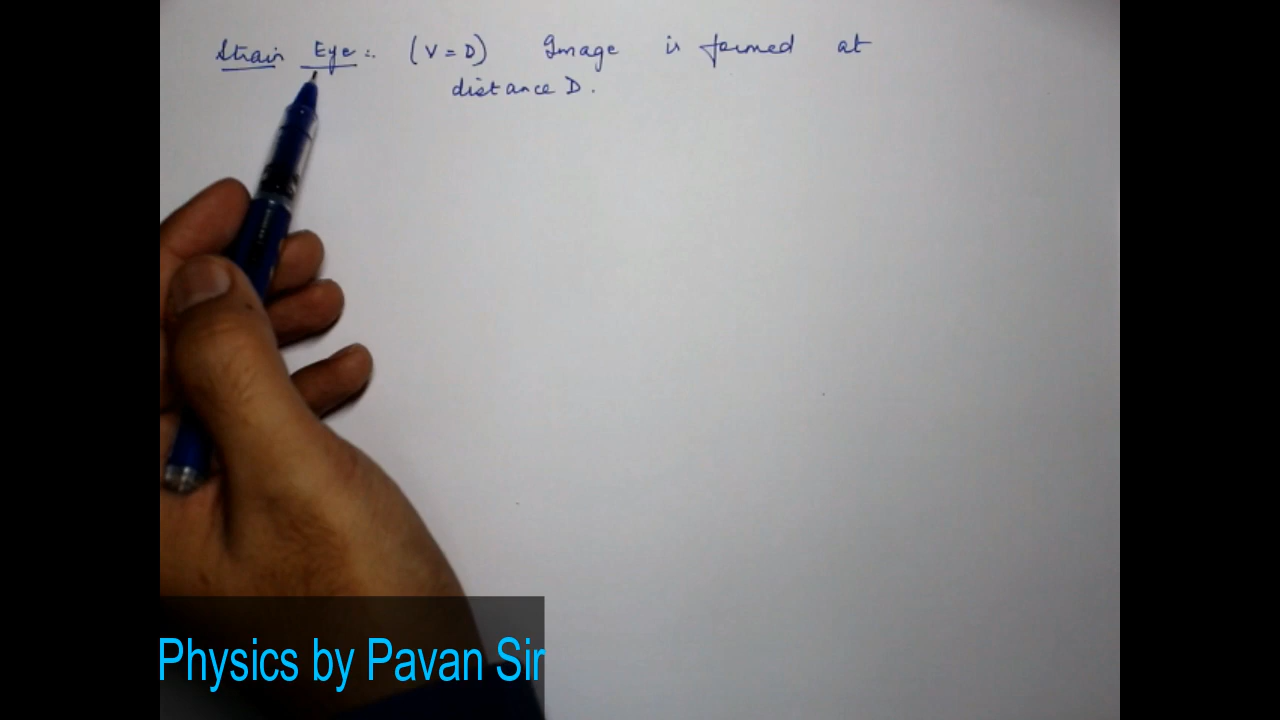 Strain Eye :- (V = D) Image is formed at
distance D.
Physics by Pavan Sir